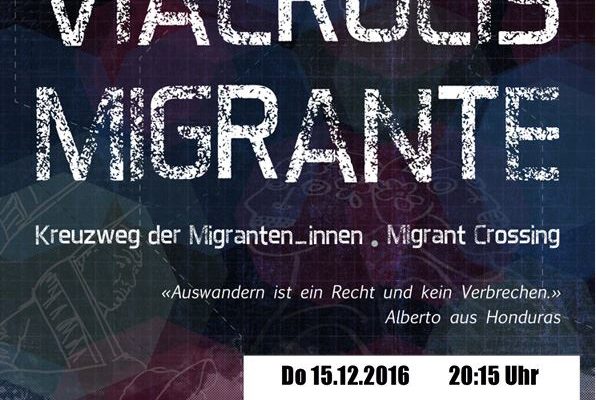 VIACRUCIS
MIGRANTE
Kreuzweg der Migranten_innen . Migrant Crossing
«Auswandern ist ein Recht und kein Verbrechen.»
Alberto aus Honduras
Do 15.12.2016 20:15 Uhr